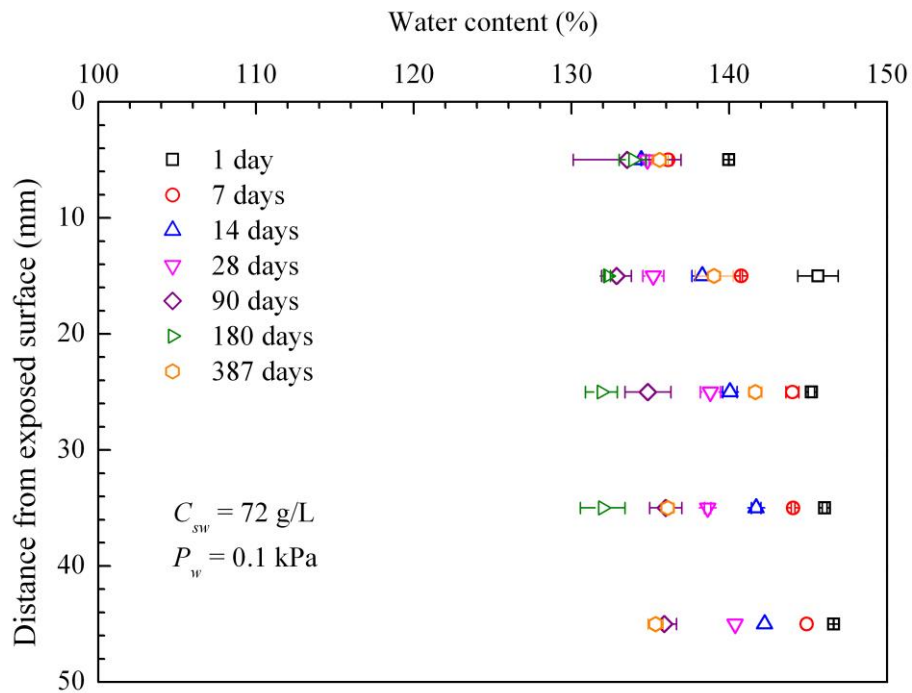 Water content (%)
100 110 120 130 140 150
0
10
20
30
40
50
Distance from exposed surface (mm)
1 day
7 days
14 days
28 days
90 days
180 days
387 days
Csw = 72 g/L
Pw = 0.1 kPa